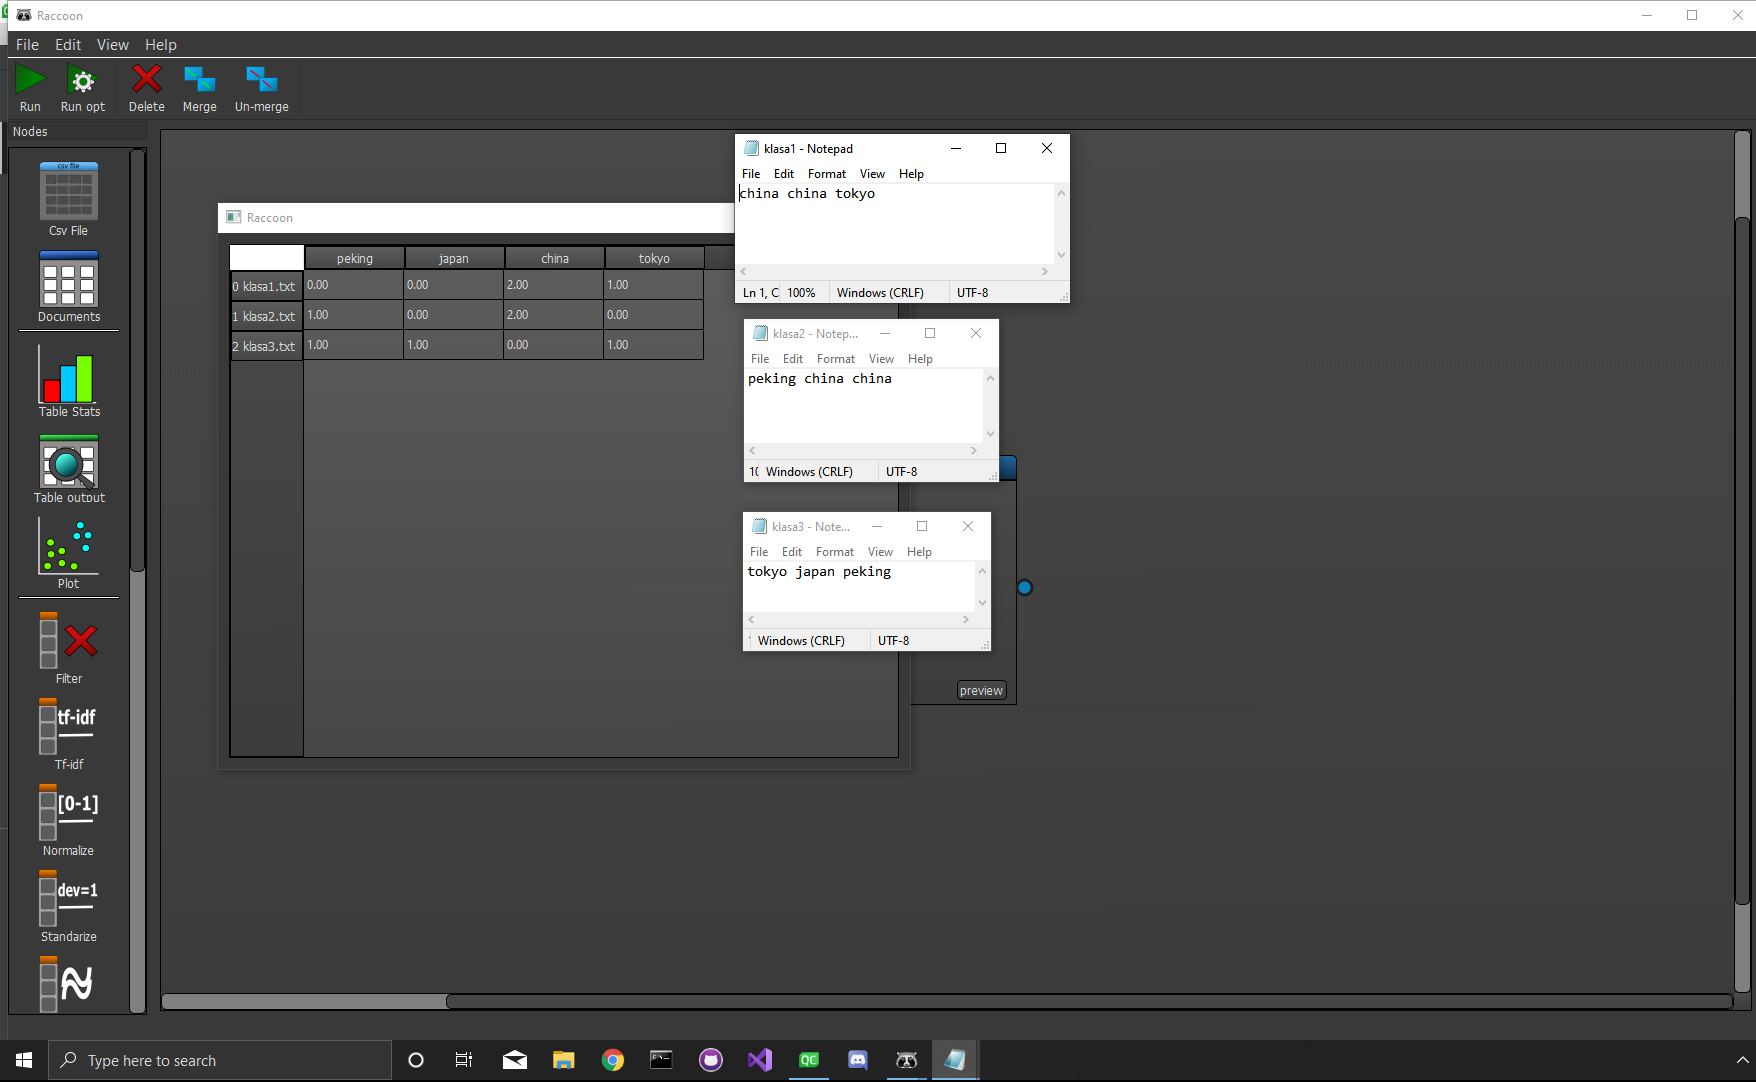 Raccoon
File Edit View Help
Run Run opt Delete Merge Un-merge
Nodes
csv file
Csv File
Documents
Table Stats
Table output
Plot
Filter
tf-idf
Tf-idf
[0-1]
Normalize
dev=1
Standarize
Raccoon
peking japan china tokyo
0 klasa1.txt 0.00 0.00 2.00 1.00
1 klasa2.txt 1.00 0.00 2.00 0.00
2 klasa3.txt 1.00 1.00 0.00 1.00
klasa1 - Notepad
File Edit Format View Help
china china tokyo
Ln 1, C 100% Windows (CRLF) UTF-8
klasa2 - Notep...
File Edit Format View Help
peking china china
Windows (CRLF) UTF-8
klasa3 - Note...
File Edit Format View Help
tokyo japan peking
Windows (CRLF) UTF-8
preview
Type here to search
QC